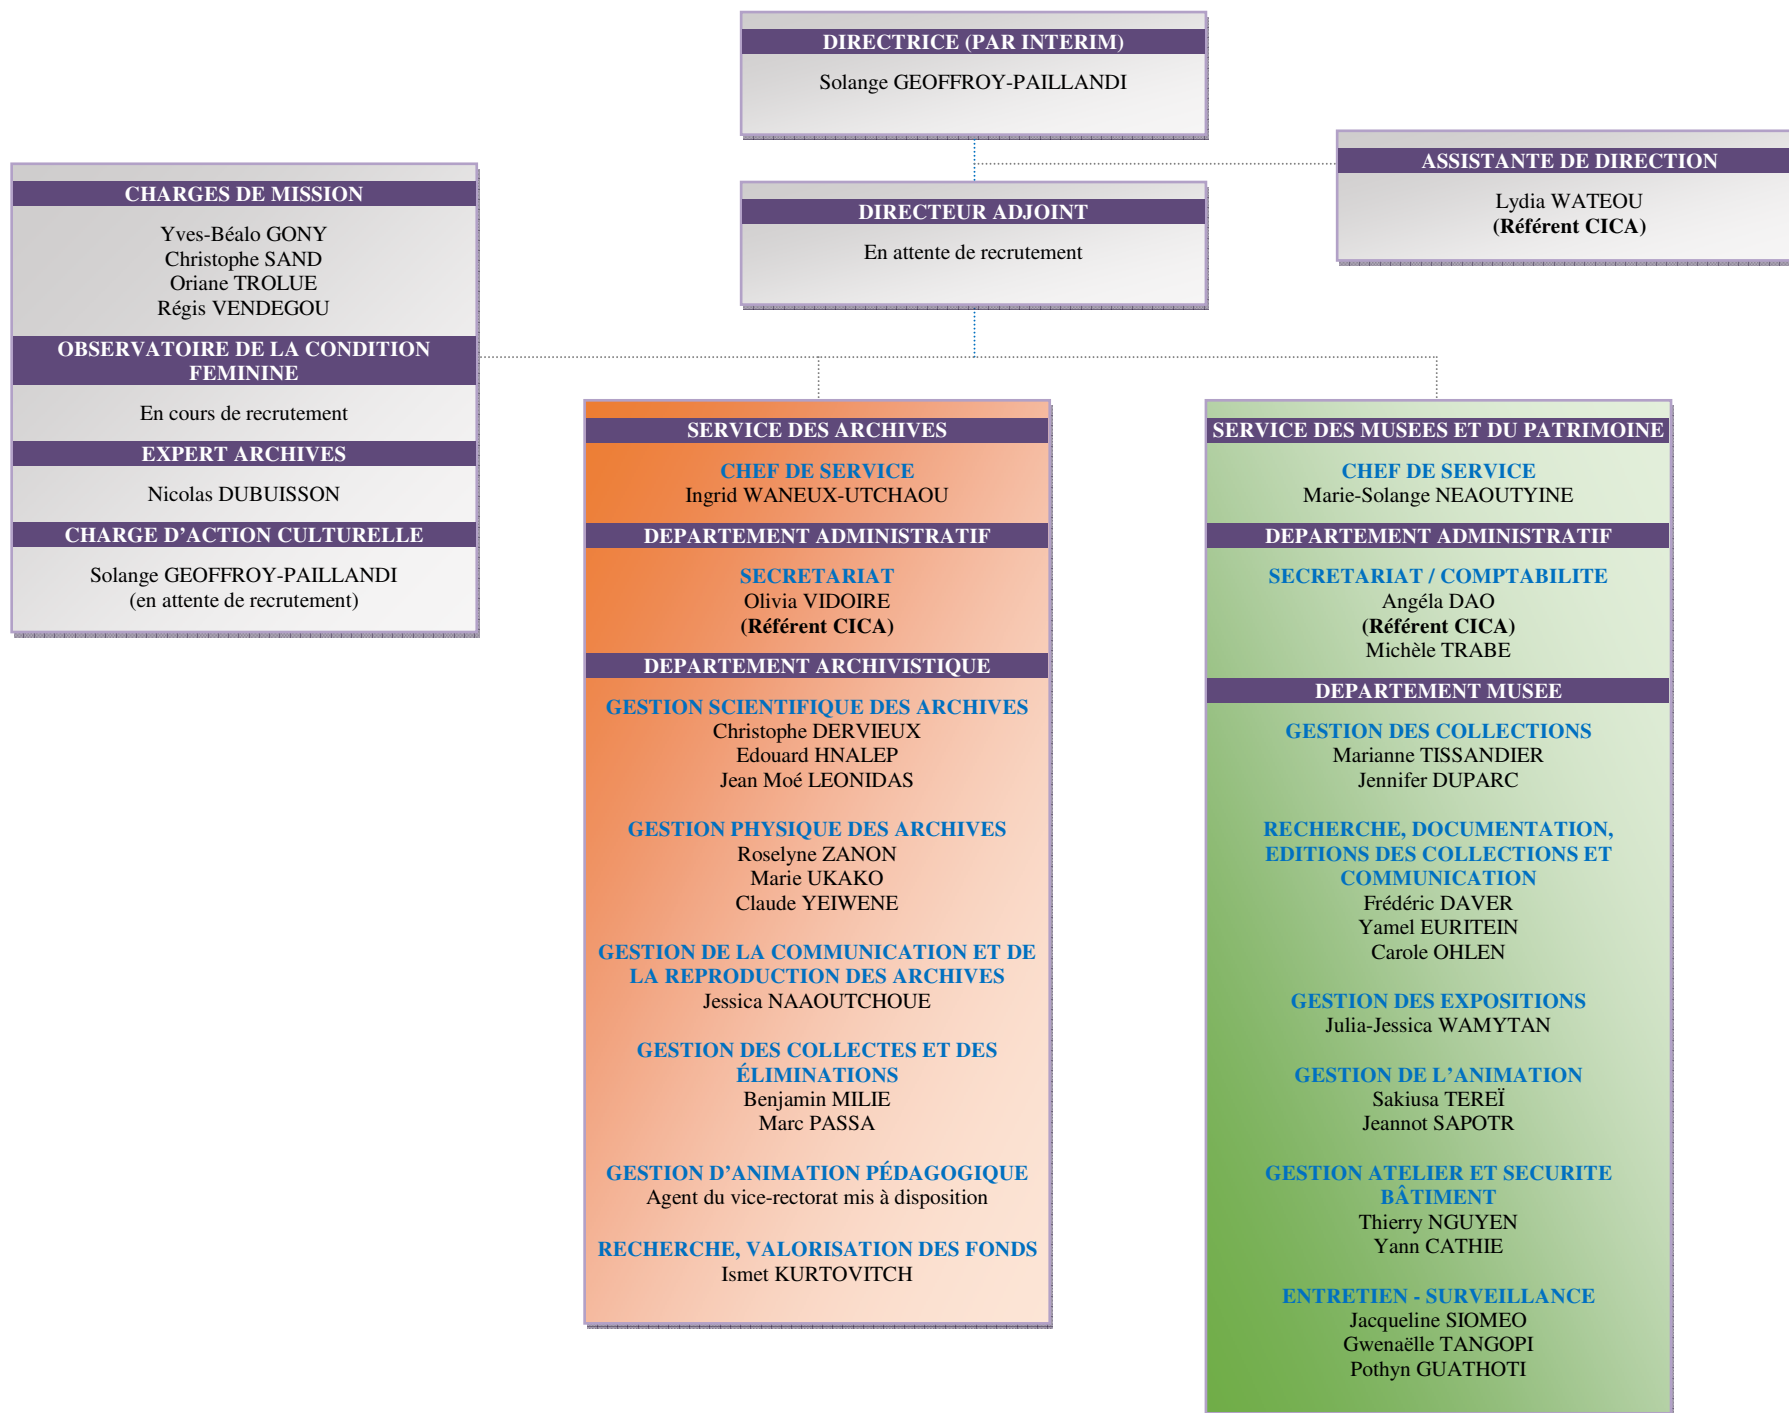 DIRECTRICE (PAR INTERIM)
Solange GEOFFROY-PAILLANDI
ASSISTANTE DE DIRECTION
Lydia WATEOU
(Référent CICA)
DIRECTEUR ADJOINT
En attente de recrutement
CHARGES DE MISSION
Yves-Béalo GONY
Christophe SAND
Oriane TROLUE
Régis VENDEGOU
OBSERVATOIRE DE LA CONDITION
FEMININE
En cours de recrutement
EXPERT ARCHIVES
Nicolas DUBUISSON
CHARGE D’ACTION CULTURELLE
Solange GEOFFROY-PAILLANDI
(en attente de recrutement)
SERVICE DES ARCHIVES
CHEF DE SERVICE
Ingrid WANEUX-UTCHAOU
DEPARTEMENT ADMINISTRATIF
SECRETARIAT
Olivia VIDOIRE
(Référent CICA)
DEPARTEMENT ARCHIVISTIQUE
GESTION SCIENTIFIQUE DES ARCHIVES
Christophe DERVIEUX
Edouard HNALEP
Jean Moé LEONIDAS
GESTION PHYSIQUE DES ARCHIVES
Roselyne ZANON
Marie UKAKO
Claude YEIWENE
GESTION DE LA COMMUNICATION ET DE
LA REPRODUCTION DES ARCHIVES
Jessica NAAOUTCHOUE
GESTION DES COLLECTES ET DES
ÉLIMINATIONS
Benjamin MILIE
Marc PASSA
GESTION D’ANIMATION PÉDAGOGIQUE
Agent du vice-rectorat mis à disposition
RECHERCHE, VALORISATION DES FONDS
Ismet KURTOVITCH
SERVICE DES MUSEES ET DU PATRIMOINE
CHEF DE SERVICE
Marie-Solange NEAOUTYINE
DEPARTEMENT ADMINISTRATIF
SECRETARIAT / COMPTABILITE
Angéla DAO
(Référent CICA)
Michèle TRABE
DEPARTEMENT MUSEE
GESTION DES COLLECTIONS
Marianne TISSANDIER
Jennifer DUPARC
RECHERCHE, DOCUMENTATION,
EDITIONS DES COLLECTIONS ET
COMMUNICATION
Frédéric DAVER
Yamel EURITEIN
Carole OHLEN
GESTION DES EXPOSITIONS
Julia-Jessica WAMYTAN
GESTION DE L’ANIMATION
Sakiusa TEREÏ
Jeannot SAPOTR
GESTION ATELIER ET SECURITE
BÂTIMENT
Thierry NGUYEN
Yann CATHIE
ENTRETIEN - SURVEILLANCE
Jacqueline SIOMEO
Gwenaëlle TANGOPI
Pothyn GUATHOTI